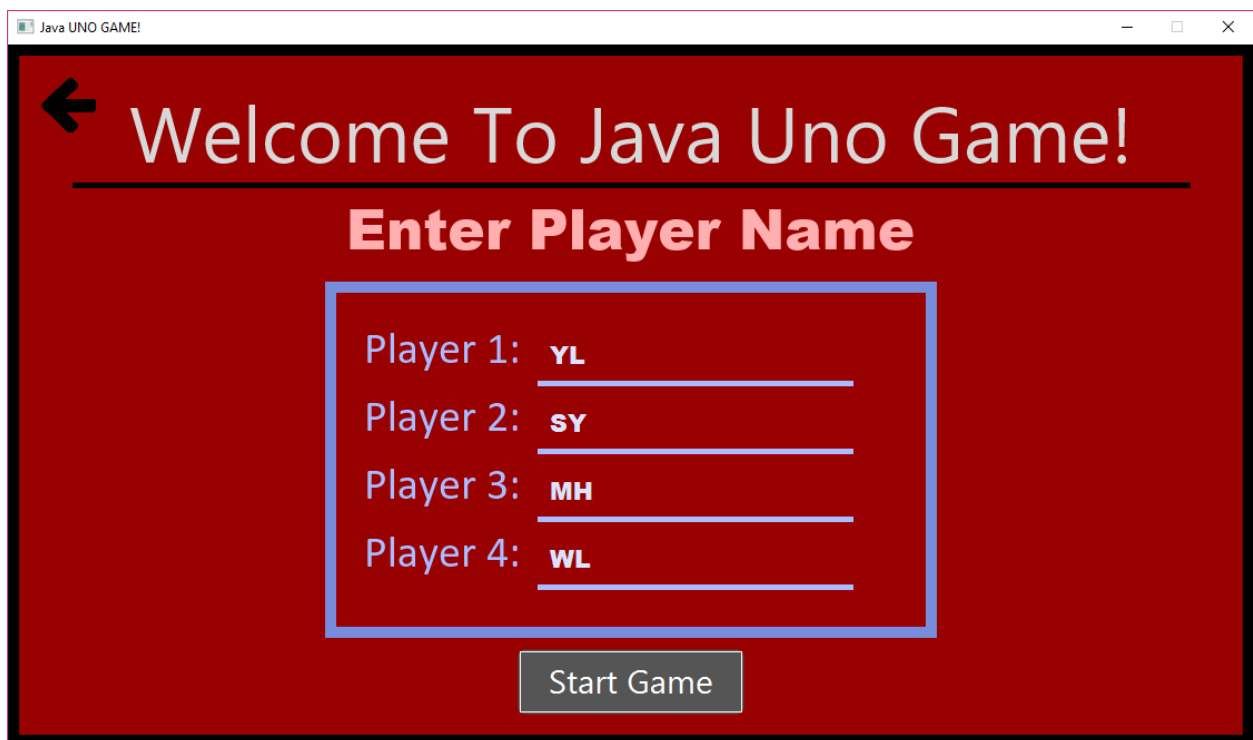 Java UNO GAME!
Welcome To Java Uno Game!
Enter Player Name
Player 1: YL
Player 2: SY
Player 3: MH
Player 4: WL
Start Game